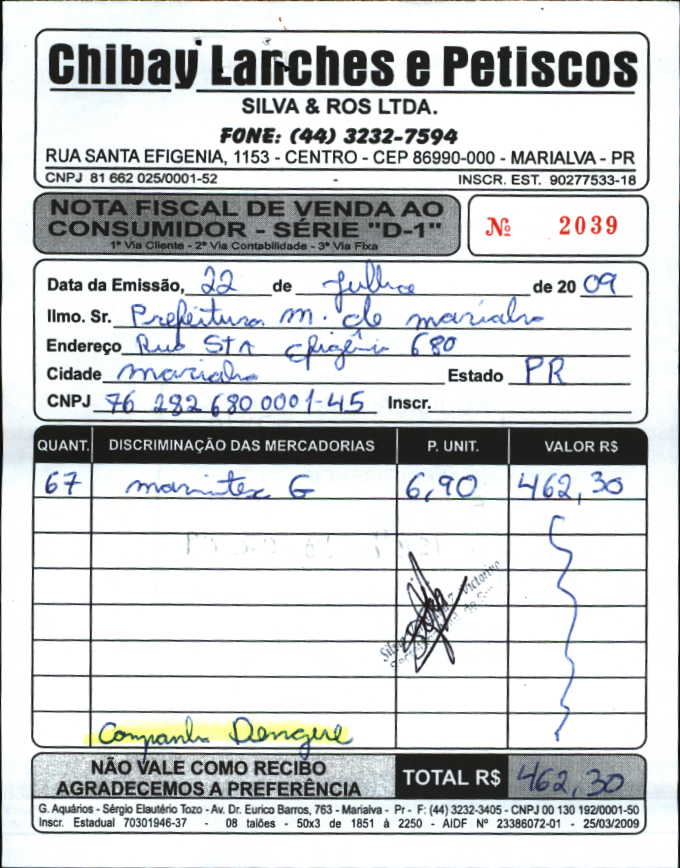 Chibay Lanches e Petiscos
SILVA & ROS LTDA.
FONE: (44) 3232-7594
RUA SANTA EFIGENIA, 1153 - CENTRO - CEP 86990-000 - MARIALVA - PR
CNPJ 81 662 025/0001-52 - INSCR. EST. 90277533-18
NOTA FISCAL DE VENDA AO
CONSUMIDOR - SÉRIE "D-1"
1ª Via Cliente - 2ª Via Contabilidade - 3ª Via Fixa
Nº 2039
Data da Emissão, 22 de Julho de 20 09
Ilmo. Sr. Prefeitura M. de Marialva
Endereço Rua STA Efigênia 680
Cidade Marialva Estado PR
CNPJ 76 282 680 0001-45 Inscr.
QUANT. DISCRIMINAÇÃO DAS MERCADORIAS P. UNIT. VALOR R$
67 marmitex G 6,90 462,30
Silva Victorino
Companha Dengue
NÃO VALE COMO RECIBO
AGRADECEMOS A PREFERÊNCIA
TOTAL R$ 462,30
G. Aquários - Sérgio Elautério Tozo - Av. Dr. Eurico Barros, 763 - Marialva - Pr - F: (44) 3232-3405 - CNPJ 00 130 192/0001-50
Inscr. Estadual 70301946-37 - 08 talões - 50x3 de 1851 à 2250 - AIDF Nº 23386072-01 - 25/03/2009